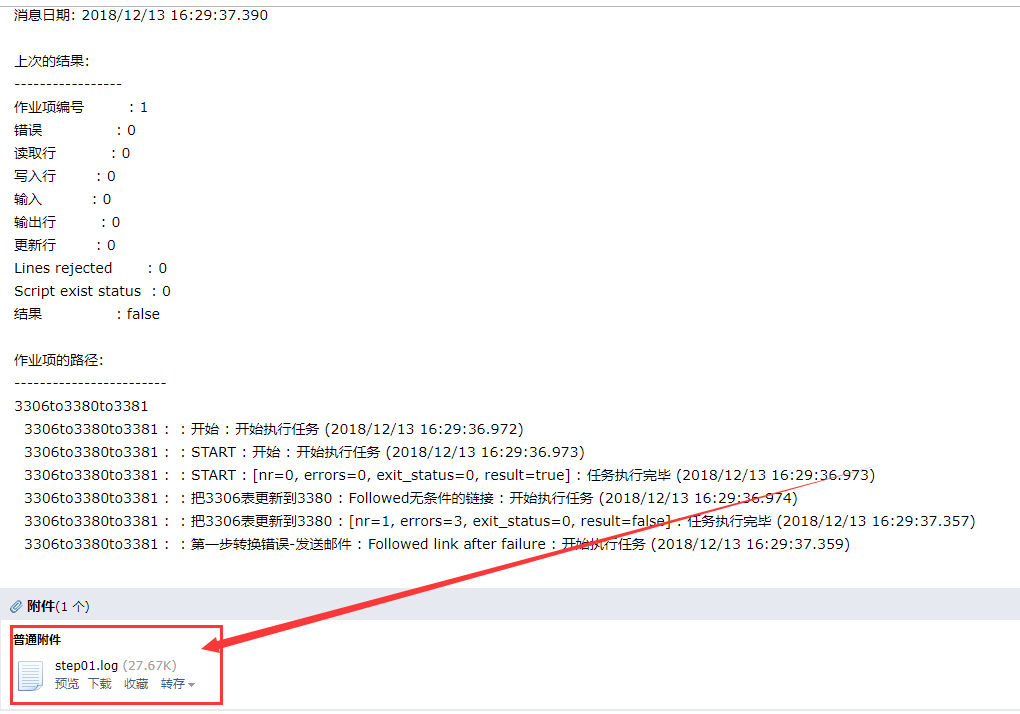 消息日期: 2018/12/13 16:29:37.390
上次的结果:
-----------------
作业项编号 : 1
错误 : 0
读取行 : 0
写入行 : 0
输入 : 0
输出行 : 0
更新行 : 0
Lines rejected : 0
Script exist status : 0
结果 : false
作业项的路径:
------------------------
3306to3380to3381
3306to3380to3381 : : 开始 : 开始执行任务 (2018/12/13 16:29:36.972)
3306to3380to3381 : : START : 开始 : 开始执行任务 (2018/12/13 16:29:36.973)
3306to3380to3381 : : START : [nr=0, errors=0, exit_status=0, result=true] : 任务执行完毕 (2018/12/13 16:29:36.973)
3306to3380to3381 : : 把3306表更新到3380 : Followed无条件的链接 : 开始执行任务 (2018/12/13 16:29:36.974)
3306to3380to3381 : : 把3306表更新到3380 : [nr=1, errors=3, exit_status=0, result=false] : 任务执行完毕 (2018/12/13 16:29:37.357)
3306to3380to3381 : : 第一步转换错误-发送邮件 : Followed link after failure : 开始执行任务 (2018/12/13 16:29:37.359)
附件(1 个)
普通附件
step01.log (27.67K)
预览 下载 收藏 转存